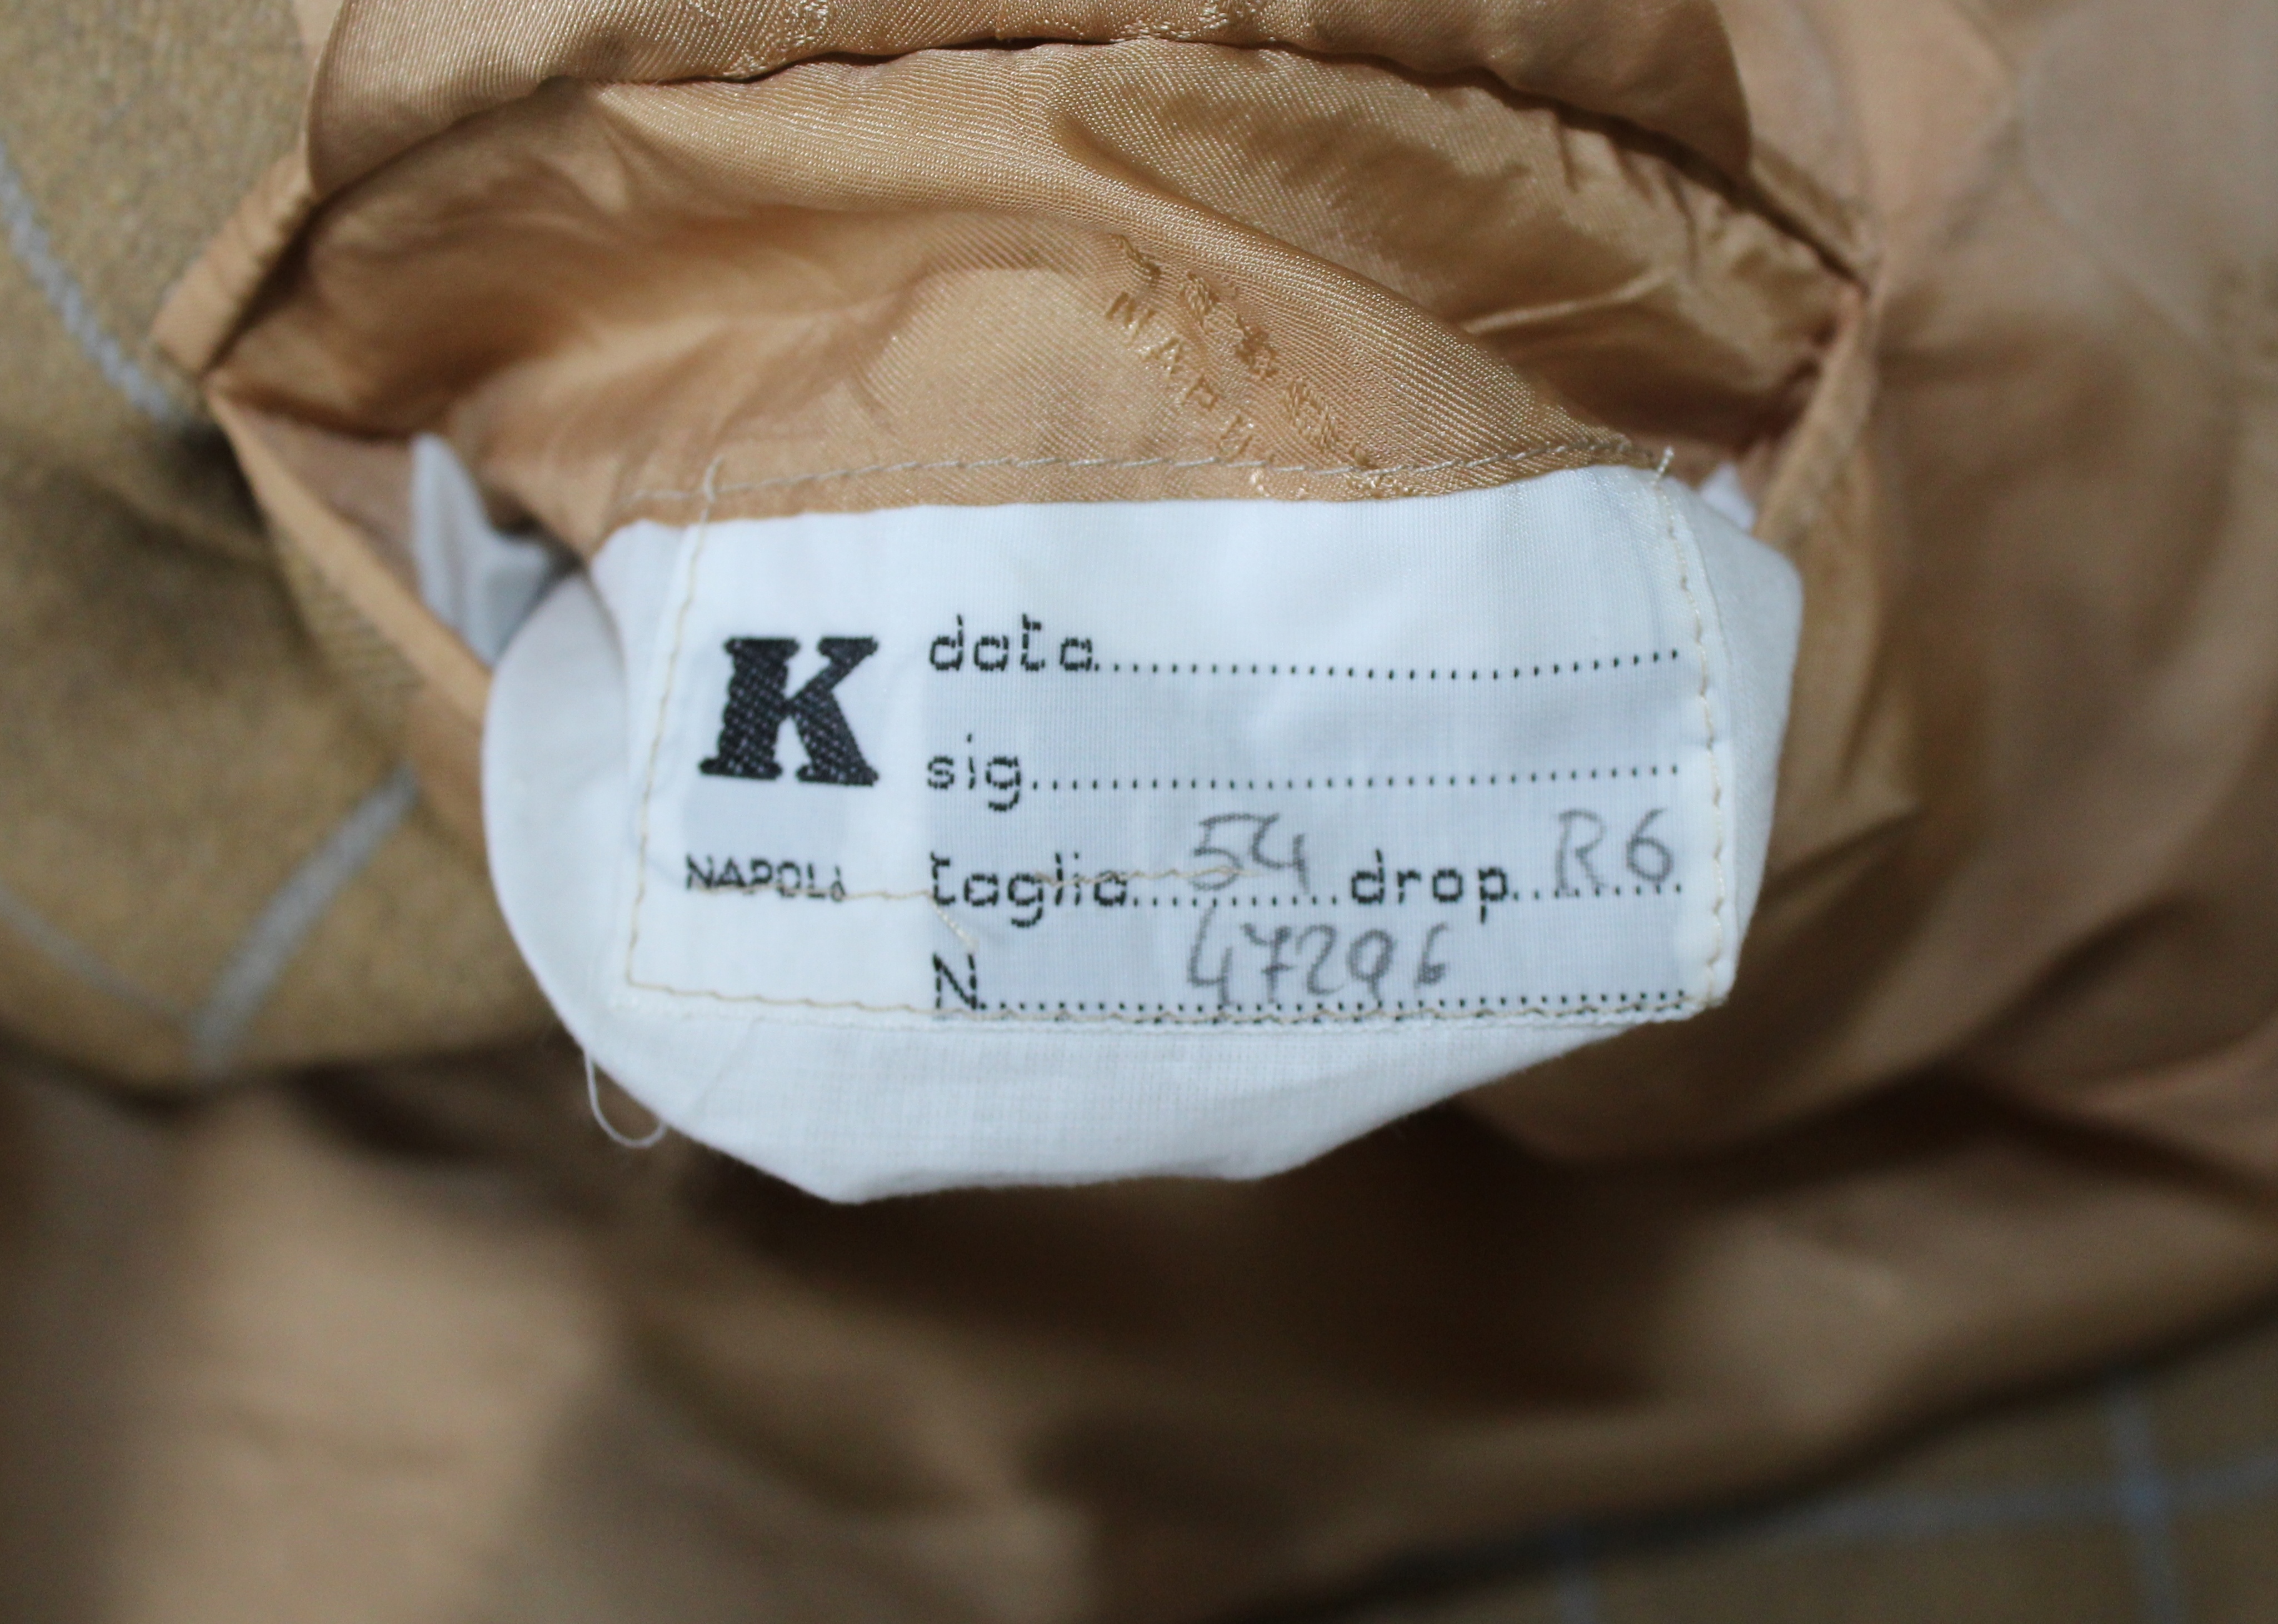 K
NAPOLI
data
sig.
taglia 54 drop R6
N 47296